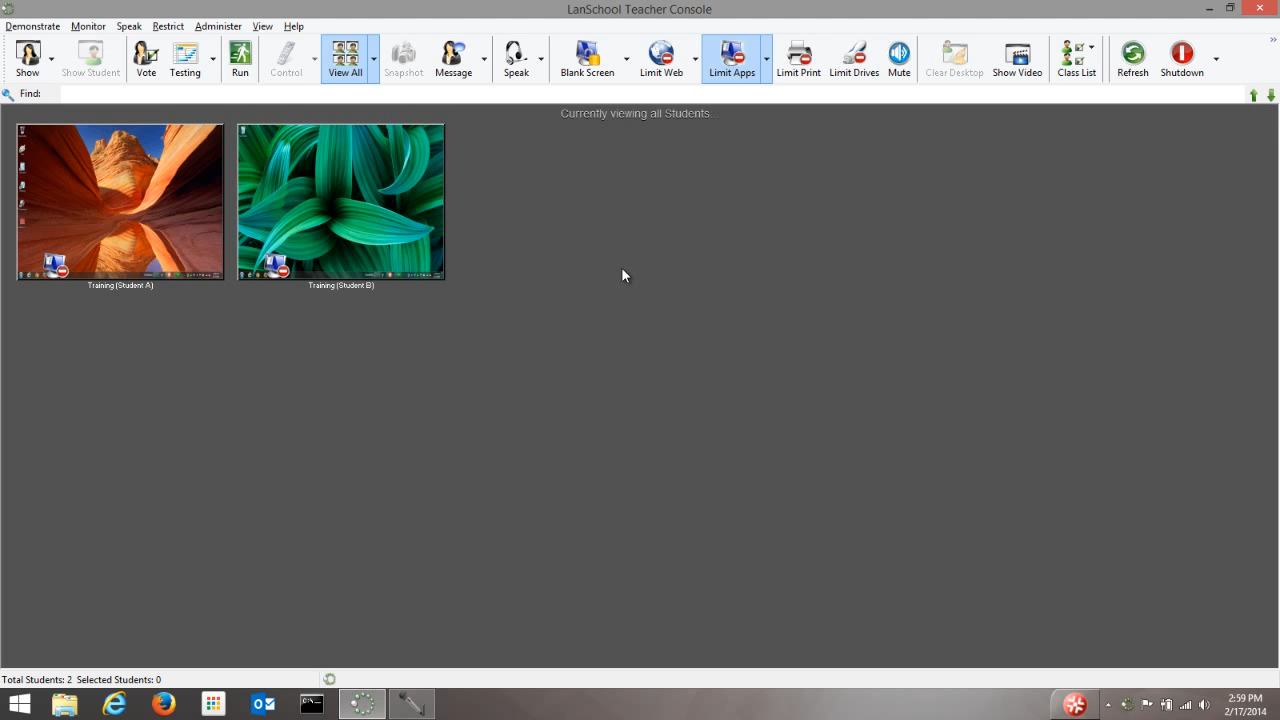 LanSchool Teacher Console
Demonstrate Monitor Speak Restrict Administer View Help
Show Show Student Vote Testing Run Control View All Snapshot Message Speak Blank Screen Limit Web Limit Apps Limit Print Limit Drives Mute Clear Desktop Show Video Class List Refresh Shutdown
Find:
Currently viewing all Students...
Training (Student A) Training (Student B)
Total Students: 2 Selected Students: 0
2:59 PM
2/17/2014